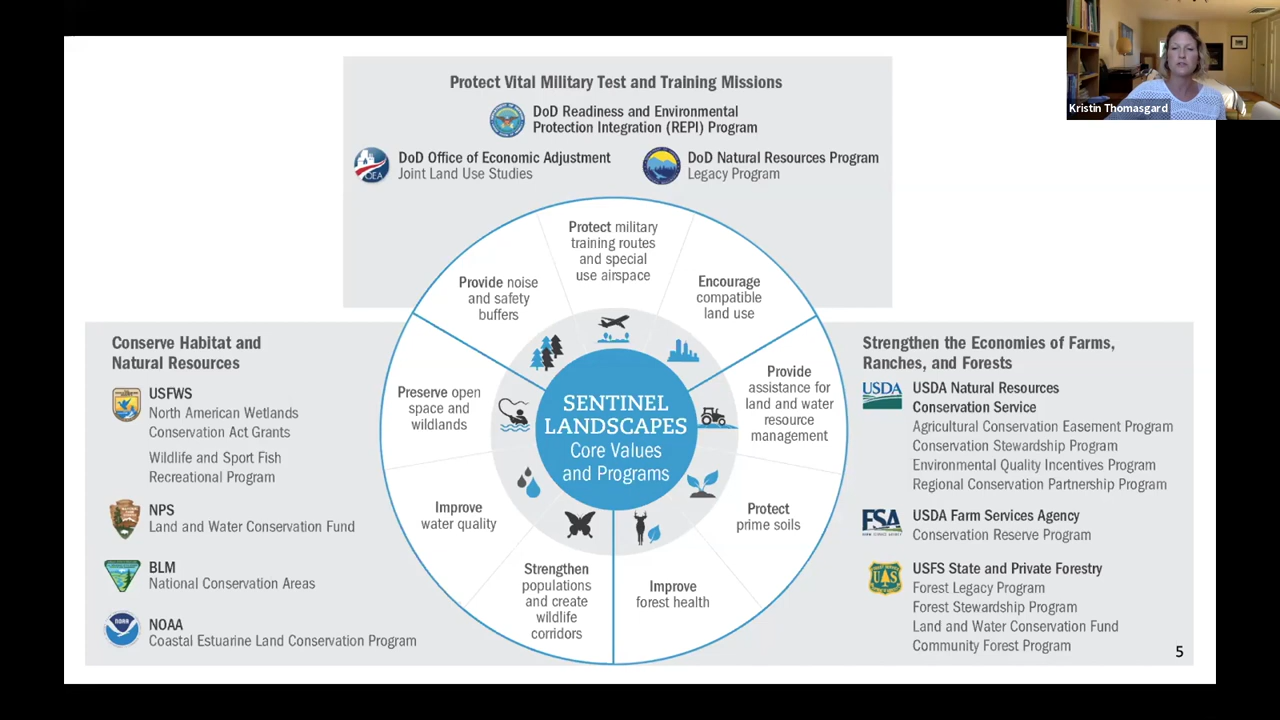 Kristin Thomasgard
Protect Vital Military Test and Training Missions
DoD Readiness and Environmental
Protection Integration (REPI) Program
OEA
DoD Office of Economic Adjustment
Joint Land Use Studies
DoD Natural Resources Program
Legacy Program
Protect military
training routes
and special
use airspace
Provide noise
and safety
buffers
Encourage
compatible
land use
Conserve Habitat and
Natural Resources
USFWS
North American Wetlands
Conservation Act Grants
Wildlife and Sport Fish
Recreational Program
NPS
Land and Water Conservation Fund
BLM
National Conservation Areas
NOAA
NOAA
Coastal Estuarine Land Conservation Program
Preserve open
space and
wildlands
Improve
water quality
Strengthen
populations
and create
wildlife
corridors
SENTINEL
LANDSCAPES
Core Values
and Programs
Provide
assistance for
land and water
resource
management
Protect
prime soils
Improve
forest health
Strengthen the Economies of Farms,
Ranches, and Forests
USDA
USDA Natural Resources
Conservation Service
Agricultural Conservation Easement Program
Conservation Stewardship Program
Environmental Quality Incentives Program
Regional Conservation Partnership Program
FSA
USDA Farm Services Agency
Conservation Reserve Program
UAS
USFS State and Private Forestry
Forest Legacy Program
Forest Stewardship Program
Land and Water Conservation Fund
Community Forest Program
5